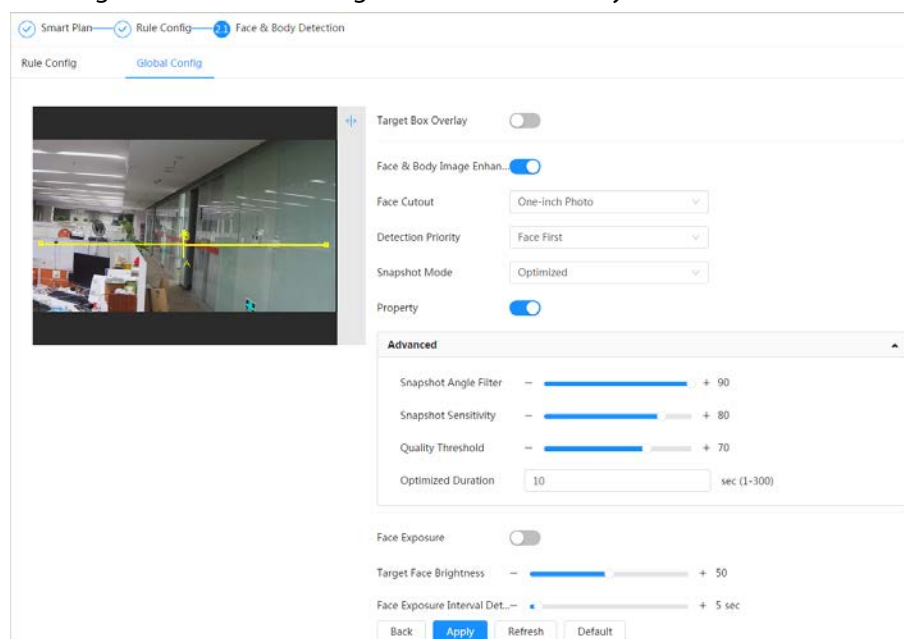 Smart Plan Rule Config 2.1 Face & Body Detection
Rule Config Global Config
Target Box Overlay
Face & Body Image Enhan...
Face Cutout One-inch Photo
Detection Priority Face First
Snapshot Mode Optimized
Property
Advanced
Snapshot Angle Filter − + 90
Snapshot Sensitivity − + 80
Quality Threshold − + 70
Optimized Duration 10 sec (1~300)
Face Exposure
Target Face Brightness − + 50
Face Exposure Interval Det... − + 5 sec
Back Apply Refresh Default